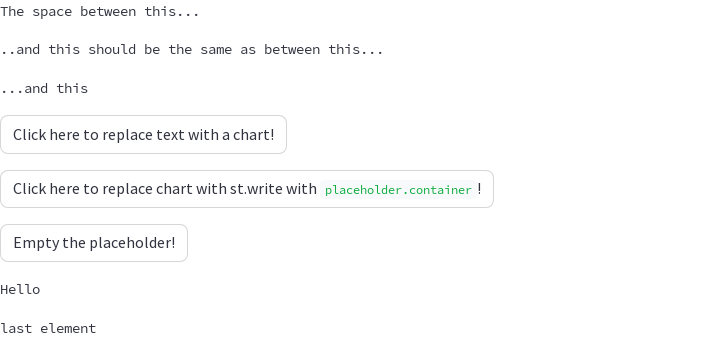 The space between this...
..and this should be the same as between this...
...and this
Click here to replace text with a chart!
Click here to replace chart with st.write with placeholder.container !
Empty the placeholder!
Hello
last element